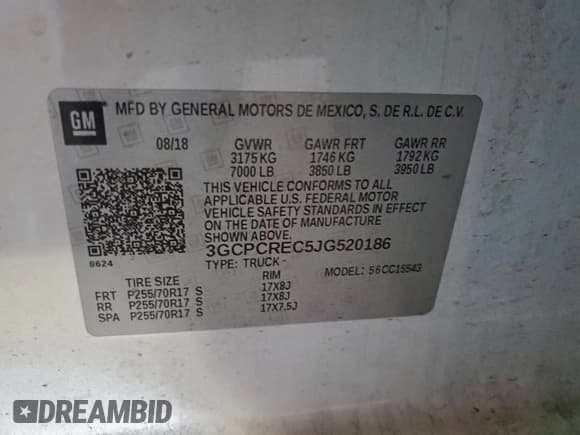 GM
MFD BY GENERAL MOTORS DE MEXICO, S. DE R.L. DE C.V.
08/18 GVWR GAWR FRT GAWR RR
3175 KG 1746 KG 1792 KG
7000 LB 3850 LB 3950 LB
THIS VEHICLE CONFORMS TO ALL
APPLICABLE U.S. FEDERAL MOTOR
VEHICLE SAFETY STANDARDS IN EFFECT
ON THE DATE OF MANUFACTURE
SHOWN ABOVE.
3GCPCREC5JG520186
8624
TYPE: TRUCK - MODEL: 58CC15543
TIRE SIZE RIM
FRT P255/70R17 S 17X8J
RR P255/70R17 S 17X8J
SPA P255/70R17 S 17X7.5J
DREAMBID